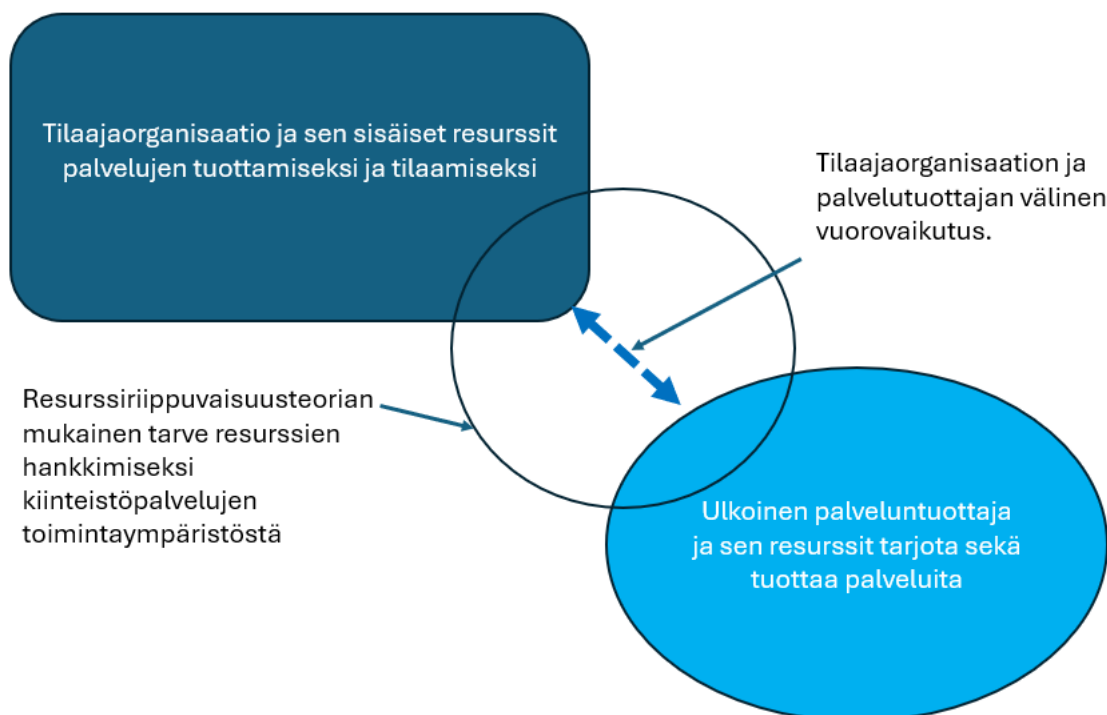 Tilaajaorganisaatio ja sen sisäiset resurssit
palvelujen tuottamiseksi ja tilaamiseksi
Tilaajaorganisaation ja
palvelutuottajan välinen
vuorovaikutus.
Resurssiriippuvaisuusteorian
mukainen tarve resurssien
hankkimiseksi
kiinteistöpalvelujen
toimintaympäristöstä
Ulkoinen palveluntuottaja
ja sen resurssit tarjota sekä
tuottaa palveluita